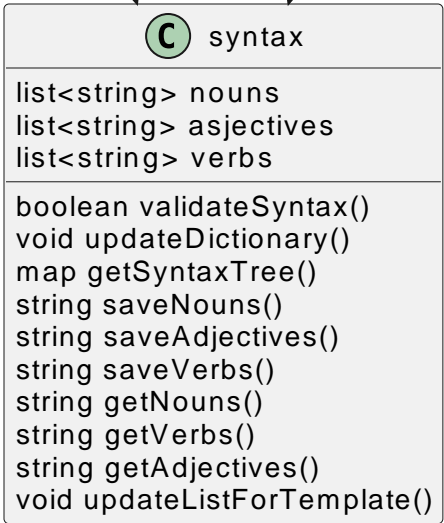 C syntax
list<string> nouns
list<string> asjectives
list<string> verbs
boolean validateSyntax()
void updateDictionary()
map getSyntaxTree()
string saveNouns()
string saveAdjectives()
string saveVerbs()
string getNouns()
string getVerbs()
string getAdjectives()
void updateListForTemplate()